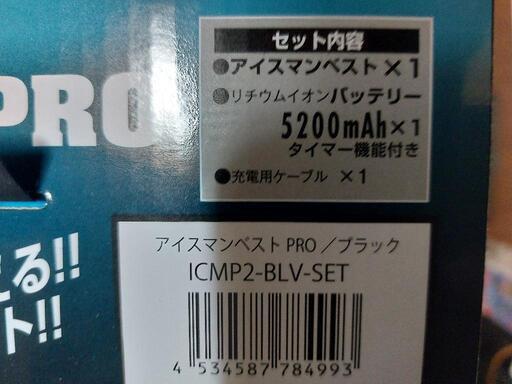 PRO
セット内容
●アイスマンベスト×1
●リチウムイオンバッテリー
5200mAh×1
タイマー機能付き
●充電用ケーブル ×1
る!!
ト!!
アイスマンベスト PRO／ブラック
ICMP2-BLV-SET
4 534587 784993